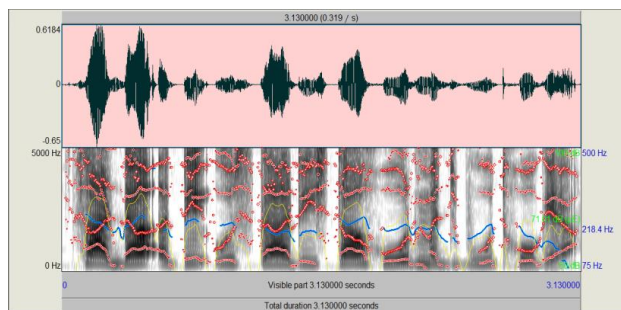 3.130000 (0.319 / s)
0.6184
0
-0.65
5000 Hz
500 Hz
218.4 Hz
0 Hz
75 Hz
0
Visible part 3.130000 seconds
3.130000
Total duration 3.130000 seconds